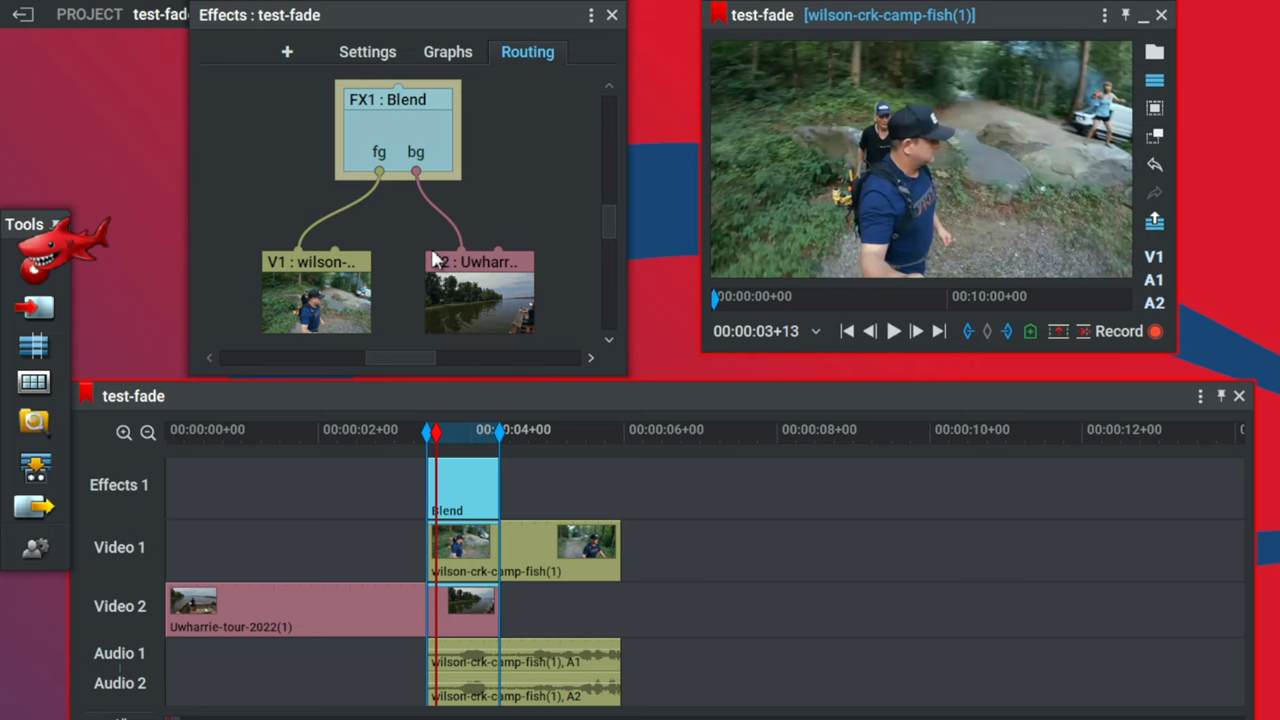 PROJECT test-fade
Effects : test-fade
+ Settings Graphs Routing
FX1 : Blend
fg bg
V1 : wilson-..
2 : Uwharr..
test-fade [wilson-crk-camp-fish(1)]
00:00:00+00 00:10:00+00
00:00:03+13
Record
V1
A1
A2
Tools
test-fade
00:00:00+00 00:00:02+00 00:00:04+00 00:00:06+00 00:00:08+00 00:00:10+00 00:00:12+00
Effects 1
Blend
Video 1
wilson-crk-camp-fish(1)
Video 2
Uwharrie-tour-2022(1)
Audio 1
wilson-crk-camp-fish(1), A1
Audio 2
wilson-crk-camp-fish(1), A2